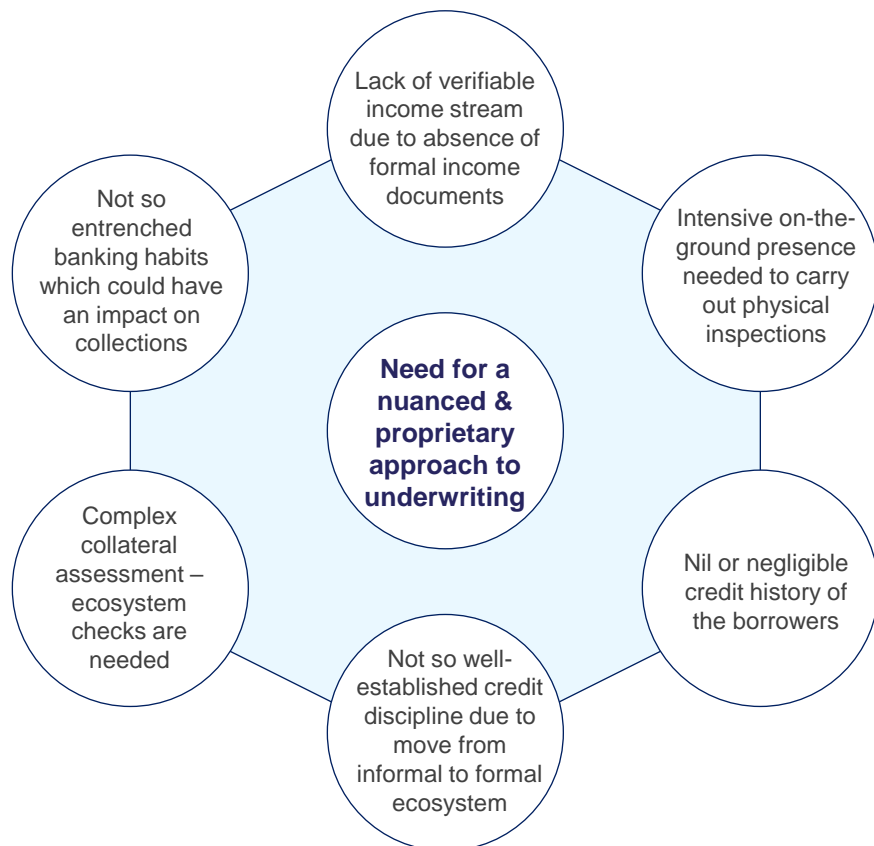 Lack of verifiable
income stream
due to absence of
formal income
documents
Not so
entrenched
banking habits
which could have
an impact on
collections
Intensive on-the-
ground presence
needed to carry
out physical
inspections
Need for a
nuanced &
proprietary
approach to
underwriting
Complex
collateral
assessment –
ecosystem
checks are
needed
Nil or negligible
credit history of
the borrowers
Not so well-
established credit
discipline due to
move from
informal to formal
ecosystem